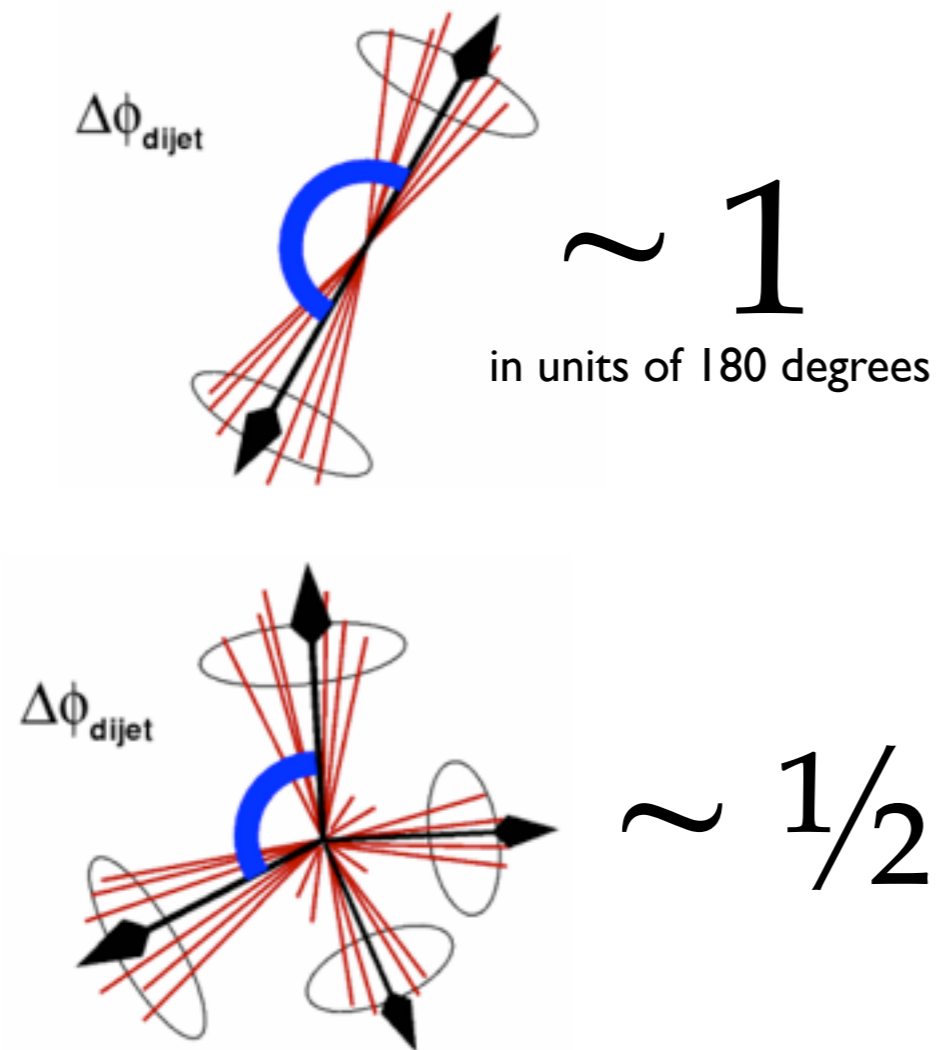 Δϕdijet
~ 1
in units of 180 degrees
Δϕdijet
~ ½